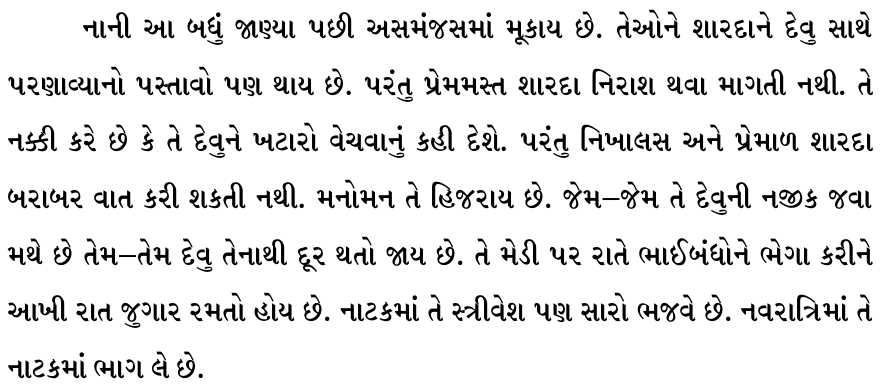 નાની આ બધું જાણ્યા પછી અસમંજસમાં મૂકાય છે. તેઓને શારદાને દેવુ સાથે
પરણાવ્યાનો પસ્તાવો પણ થાય છે. પરંતુ પ્રેમમસ્ત શારદા નિરાશ થવા માગતી નથી. તે
નક્કી કરે છે કે તે દેવુને ખટારો વેચવાનું કહી દેશે. પરંતુ નિખાલસ અને પ્રેમાળ શારદા
બરાબર વાત કરી શકતી નથી. મનોમન તે હિજરાય છે. જેમ–જેમ તે દેવુની નજીક જવા
મથે છે તેમ–તેમ દેવુ તેનાથી દૂર થતો જાય છે. તે મેડી પર રાતે ભાઈબંધોને ભેગા કરીને
આખી રાત જુગાર રમતો હોય છે. નાટકમાં તે સ્ત્રીવેશ પણ સારો ભજવે છે. નવરાત્રિમાં તે
નાટકમાં ભાગ લે છે.